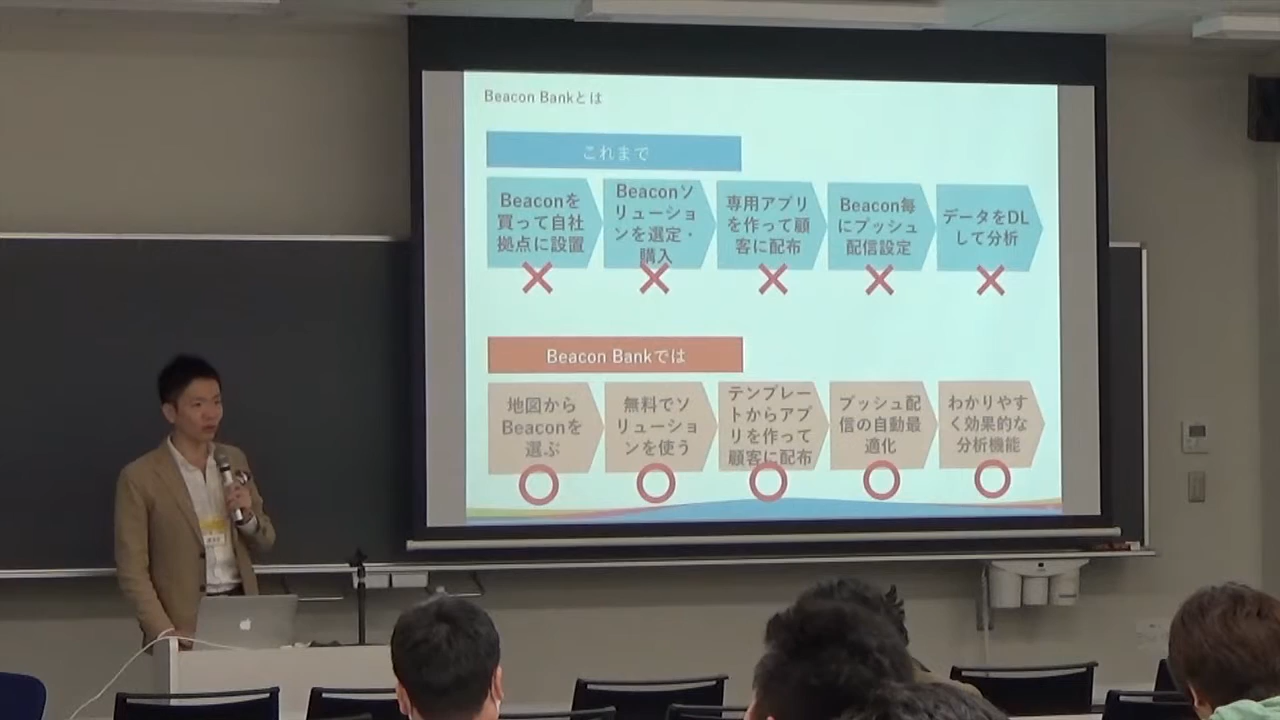 Beacon Bankとは
これまで
Beaconを
買って自社
拠点に設置
Beaconソ
リューショ
ンを選定・
購入
専用アプリ
を作って顧
客に配布
Beacon毎
にプッシュ
配信設定
データをDL
して分析
Beacon Bankでは
地図から
Beaconを
選ぶ
無料でソ
リューショ
ンを使う
テンプレー
トからアプ
リを作って
顧客に配布
プッシュ配
信の自動最
適化
わかりやす
く効果的な
分析機能